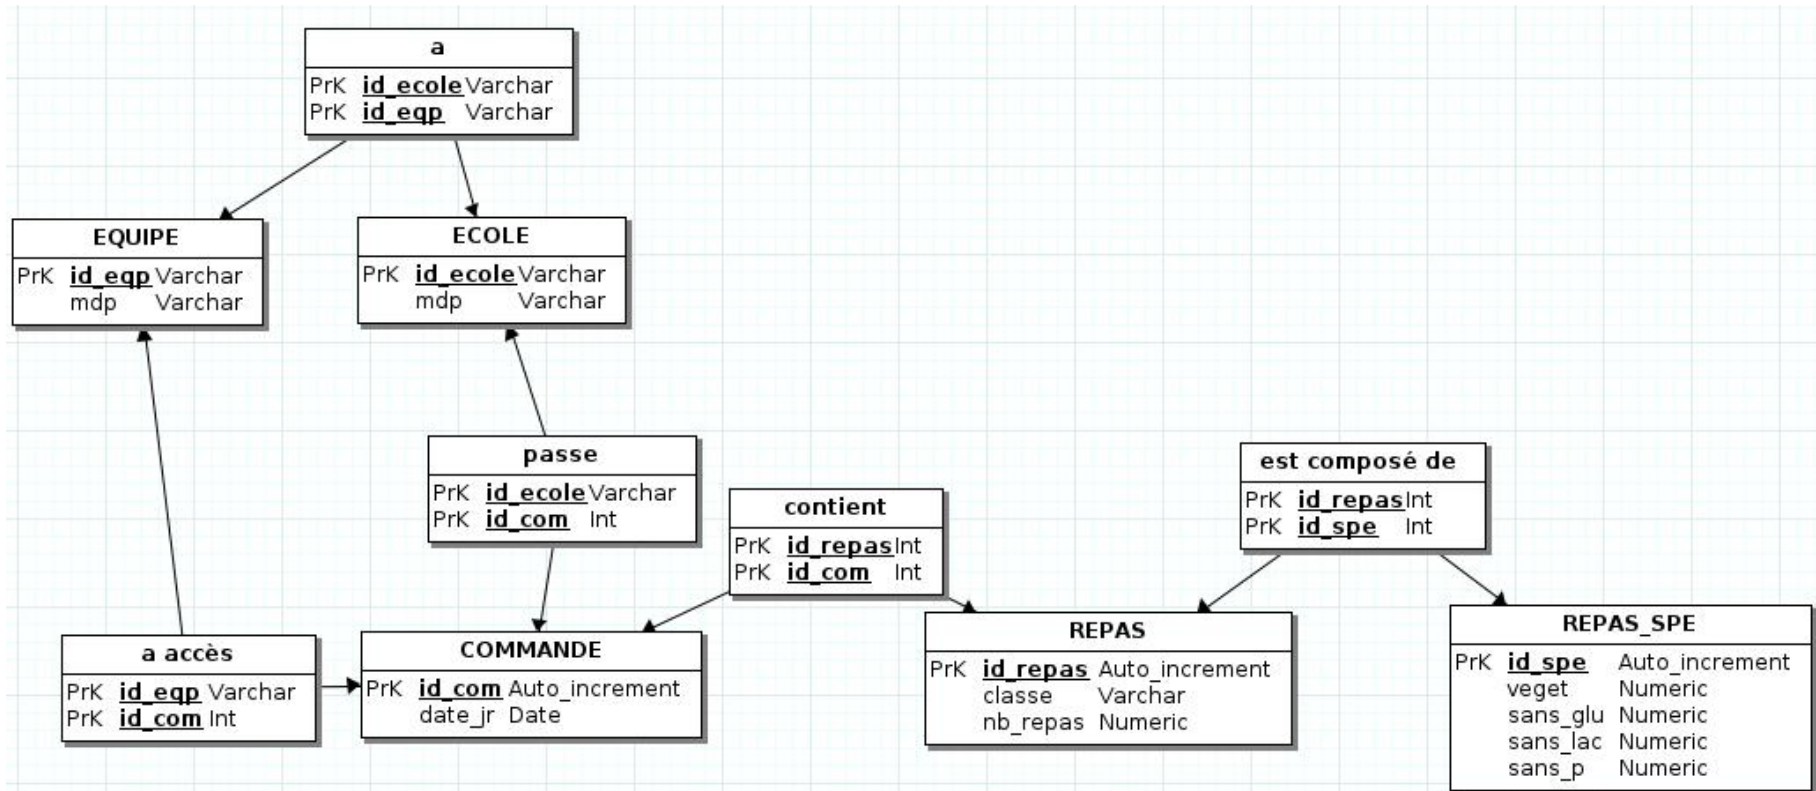 a
PrK id_ecole Varchar
PrK id_eqp Varchar
EQUIPE
PrK id_eqp Varchar
mdp Varchar
ECOLE
PrK id_ecole Varchar
mdp Varchar
passe
PrK id_ecole Varchar
PrK id_com Int
contient
PrK id_repas Int
PrK id_com Int
est composé de
PrK id_repas Int
PrK id_spe Int
a accès
PrK id_eqp Varchar
PrK id_com Int
COMMANDE
PrK id_com Auto_increment
date_jr Date
REPAS
PrK id_repas Auto_increment
classe Varchar
nb_repas Numeric
REPAS_SPE
PrK id_spe Auto_increment
veget Numeric
sans_glu Numeric
sans_lac Numeric
sans_p Numeric